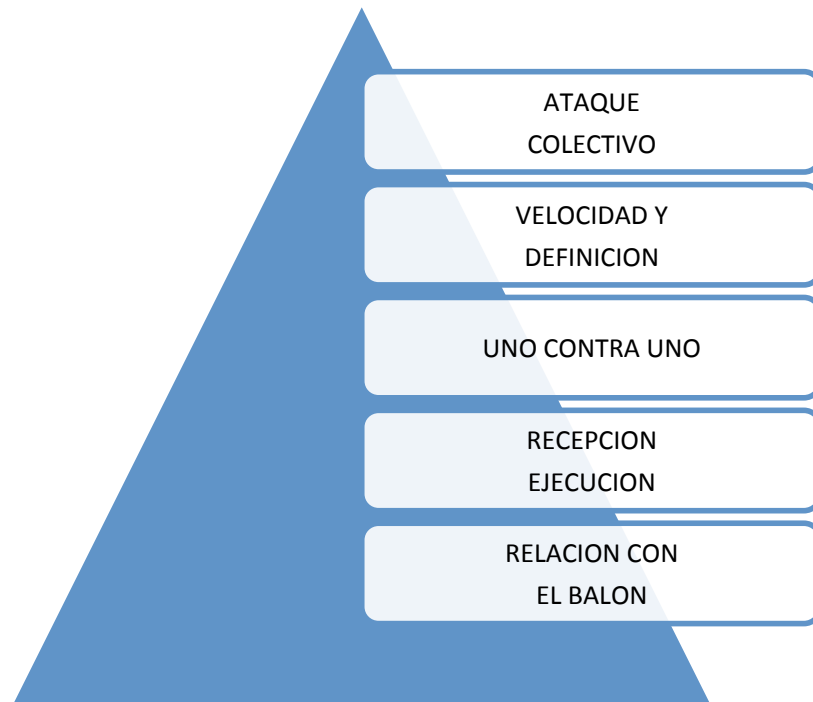 ATAQUE
COLECTIVO
VELOCIDAD Y
DEFINICION
UNO CONTRA UNO
RECEPCION
EJECUCION
RELACION CON
EL BALON